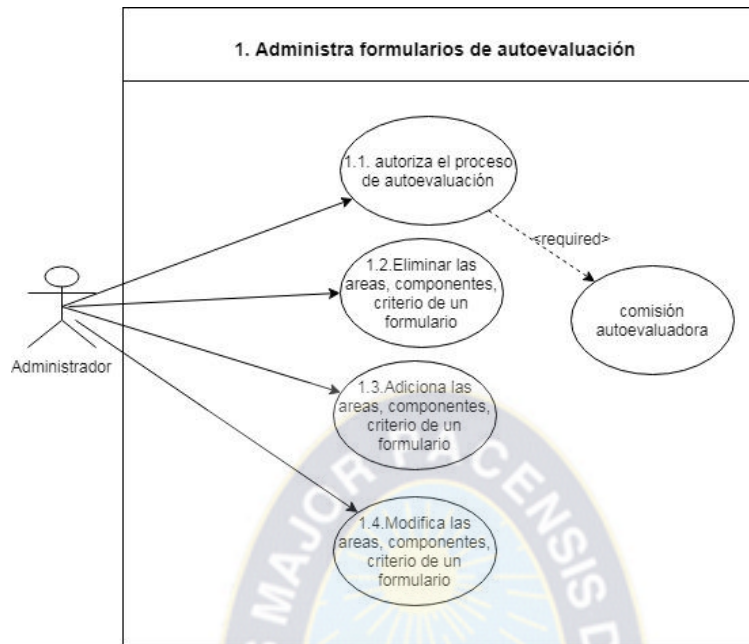 1. Administra formularios de autoevaluación
1.1. autoriza el proceso
de autoevaluación
<required>
1.2.Eliminar las
areas, componentes,
criterio de un
formulario
comisión
autoevaluadora
Administrador
1.3.Adiciona las
areas, componentes,
criterio de un
formulario
1.4.Modifica las
areas, componentes,
criterio de un
formulario
S MAJOR PACENSIS D